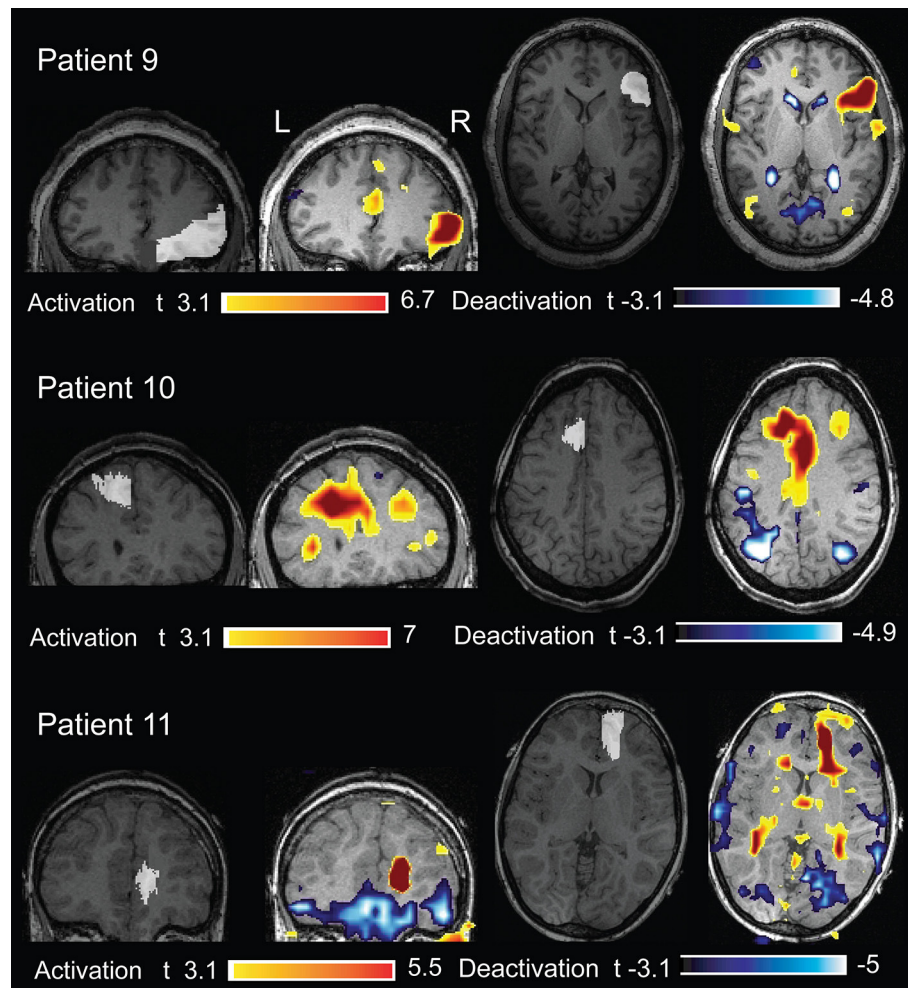 Patient 9
L R
Activation t 3.1 6.7 Deactivation t -3.1 -4.8
Patient 10
Activation t 3.1 7 Deactivation t -3.1 -4.9
Patient 11
Activation t 3.1 5.5 Deactivation t -3.1 -5